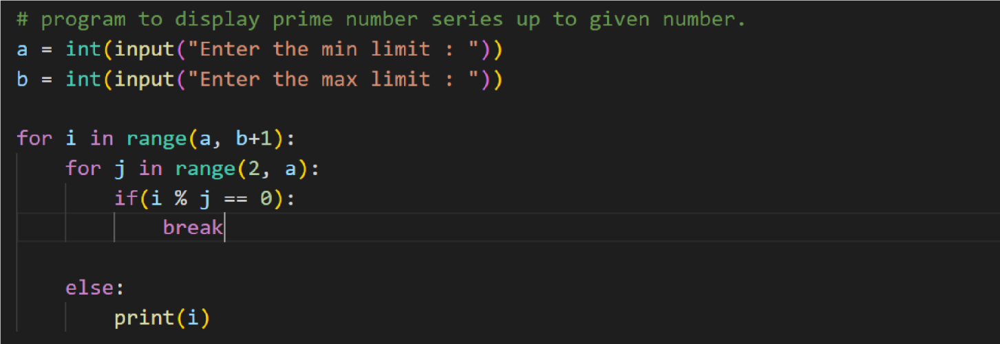 # program to display prime number series up to given number.
a = int(input("Enter the min limit : "))
b = int(input("Enter the max limit : "))
for i in range(a, b+1):
    for j in range(2, a):
        if(i % j == 0):
            break
    else:
        print(i)